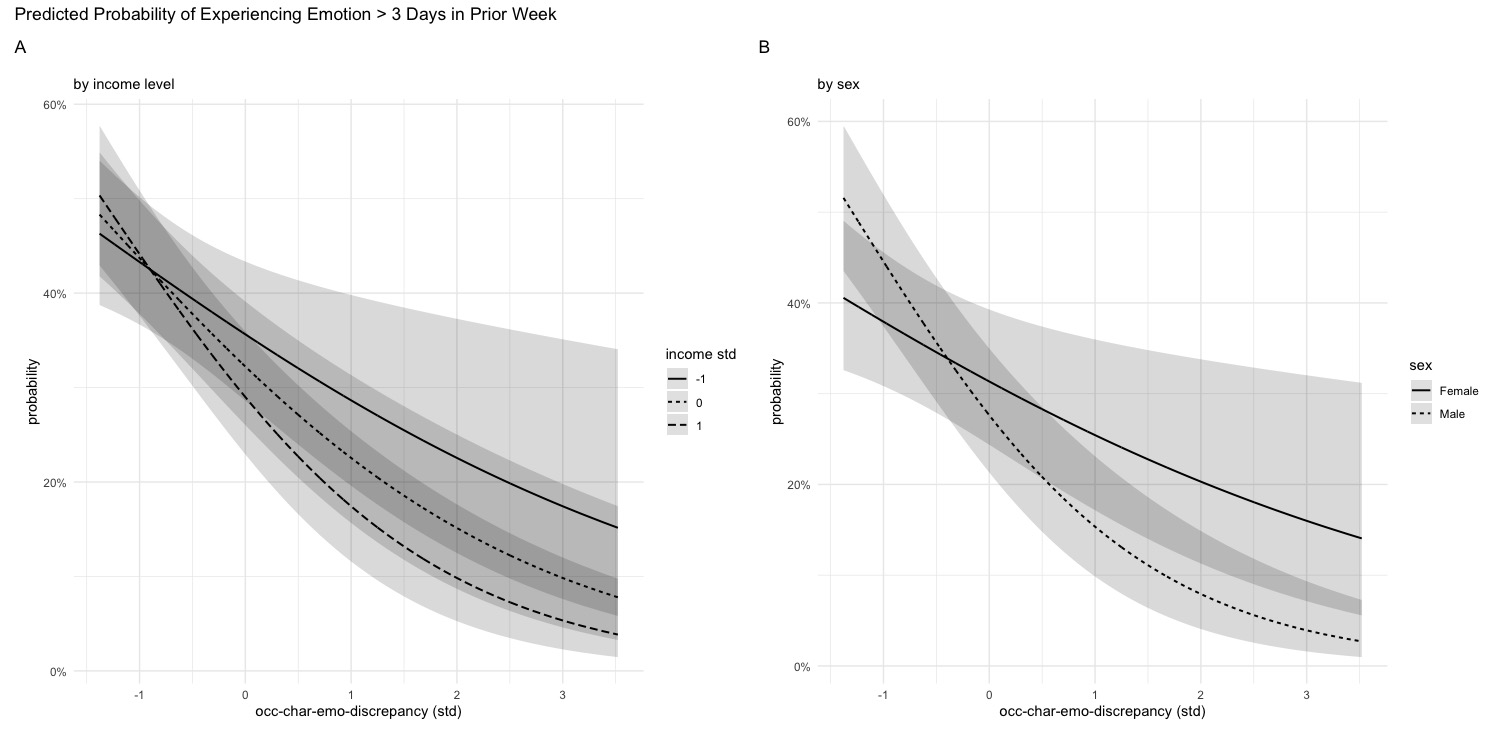 Predicted Probability of Experiencing Emotion > 3 Days in Prior Week
A
by income level
60%
40%
20%
0%
probability
-1 0 1 2 3
occ-char-emo-discrepancy (std)
income std
-1
0
1
B
by sex
60%
40%
20%
0%
probability
-1 0 1 2 3
occ-char-emo-discrepancy (std)
sex
Female
Male